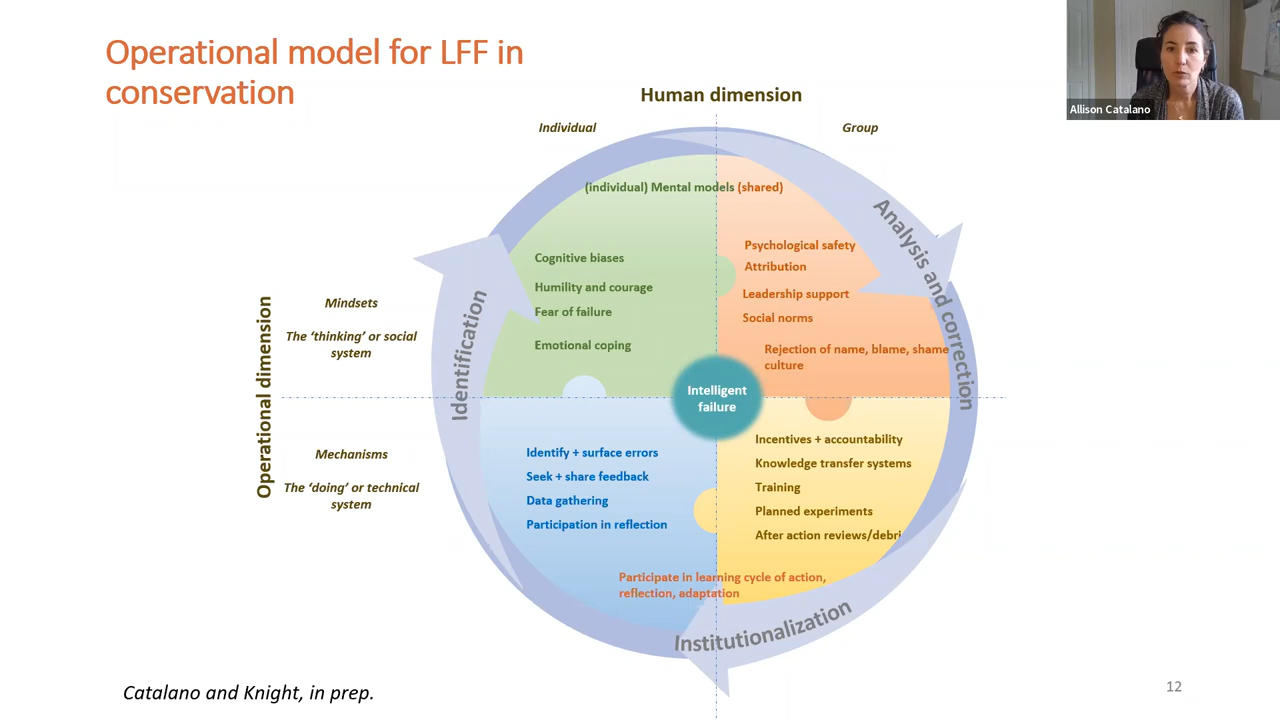 Operational model for LFF in
conservation
Allison Catalano
Human dimension
Individual
Group
(individual) Mental models (shared)
Cognitive biases
Humility and courage
Fear of failure
Emotional coping
Psychological safety
Attribution
Leadership support
Social norms
Rejection of name, blame, shame
culture
Analysis and correction
Identification
Operational dimension
Mindsets
The ‘thinking’ or social
system
Intelligent
failure
Mechanisms
The ‘doing’ or technical
system
Identify + surface errors
Seek + share feedback
Data gathering
Participation in reflection
Incentives + accountability
Knowledge transfer systems
Training
Planned experiments
After action reviews/debri
Participate in learning cycle of action,
reflection, adaptation
Institutionalization
Catalano and Knight, in prep.
12